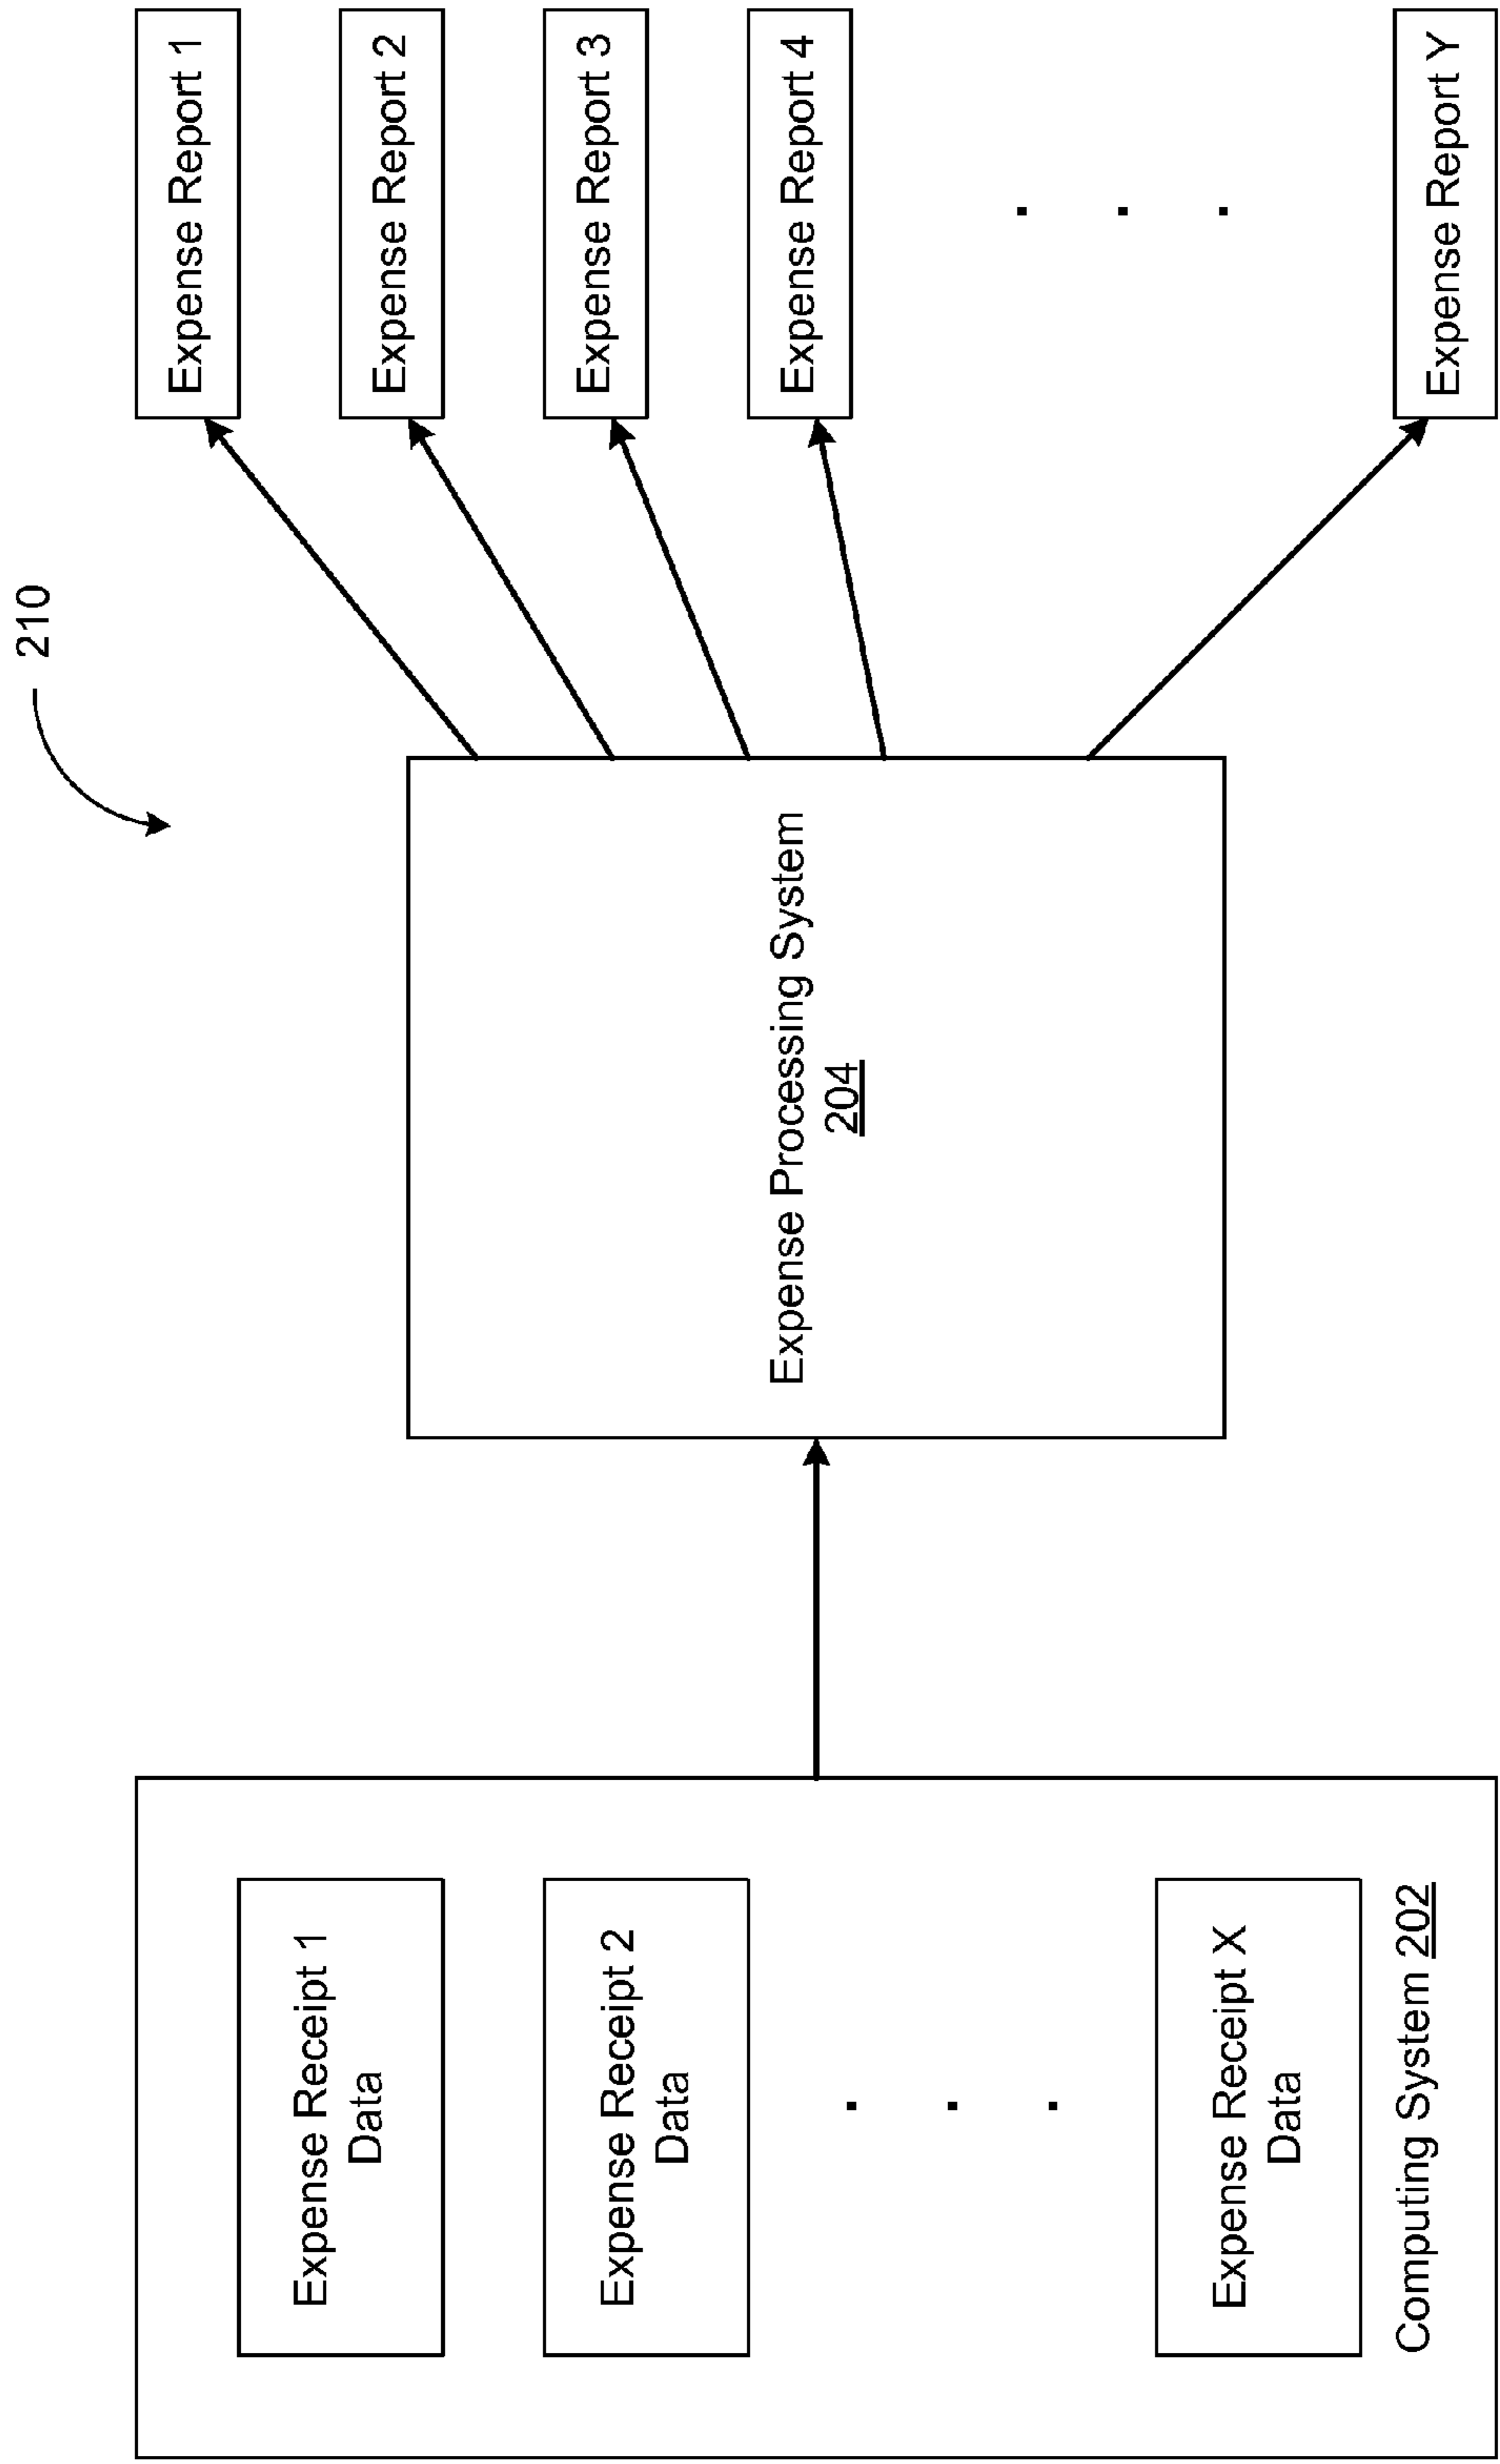 210
Expense Receipt 1
Data
Expense Receipt 2
Data
.
.
.
Expense Receipt X
Data
Computing System 202
Expense Processing System
204
Expense Report 1
Expense Report 2
Expense Report 3
Expense Report 4
.
.
.
Expense Report Y